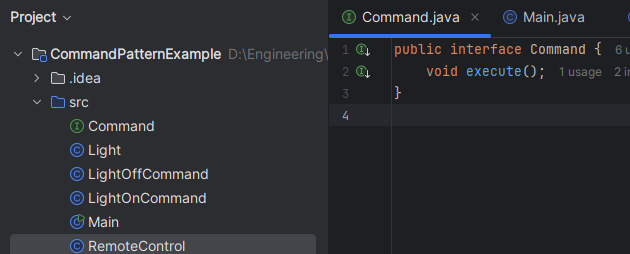 Project
CommandPatternExample D:\Engineering\
.idea
src
Command
Light
LightOffCommand
LightOnCommand
Main
RemoteControl
Command.java
Main.java
1 public interface Command { 6 u
2 void execute(); 1 usage 2 in
3 }
4